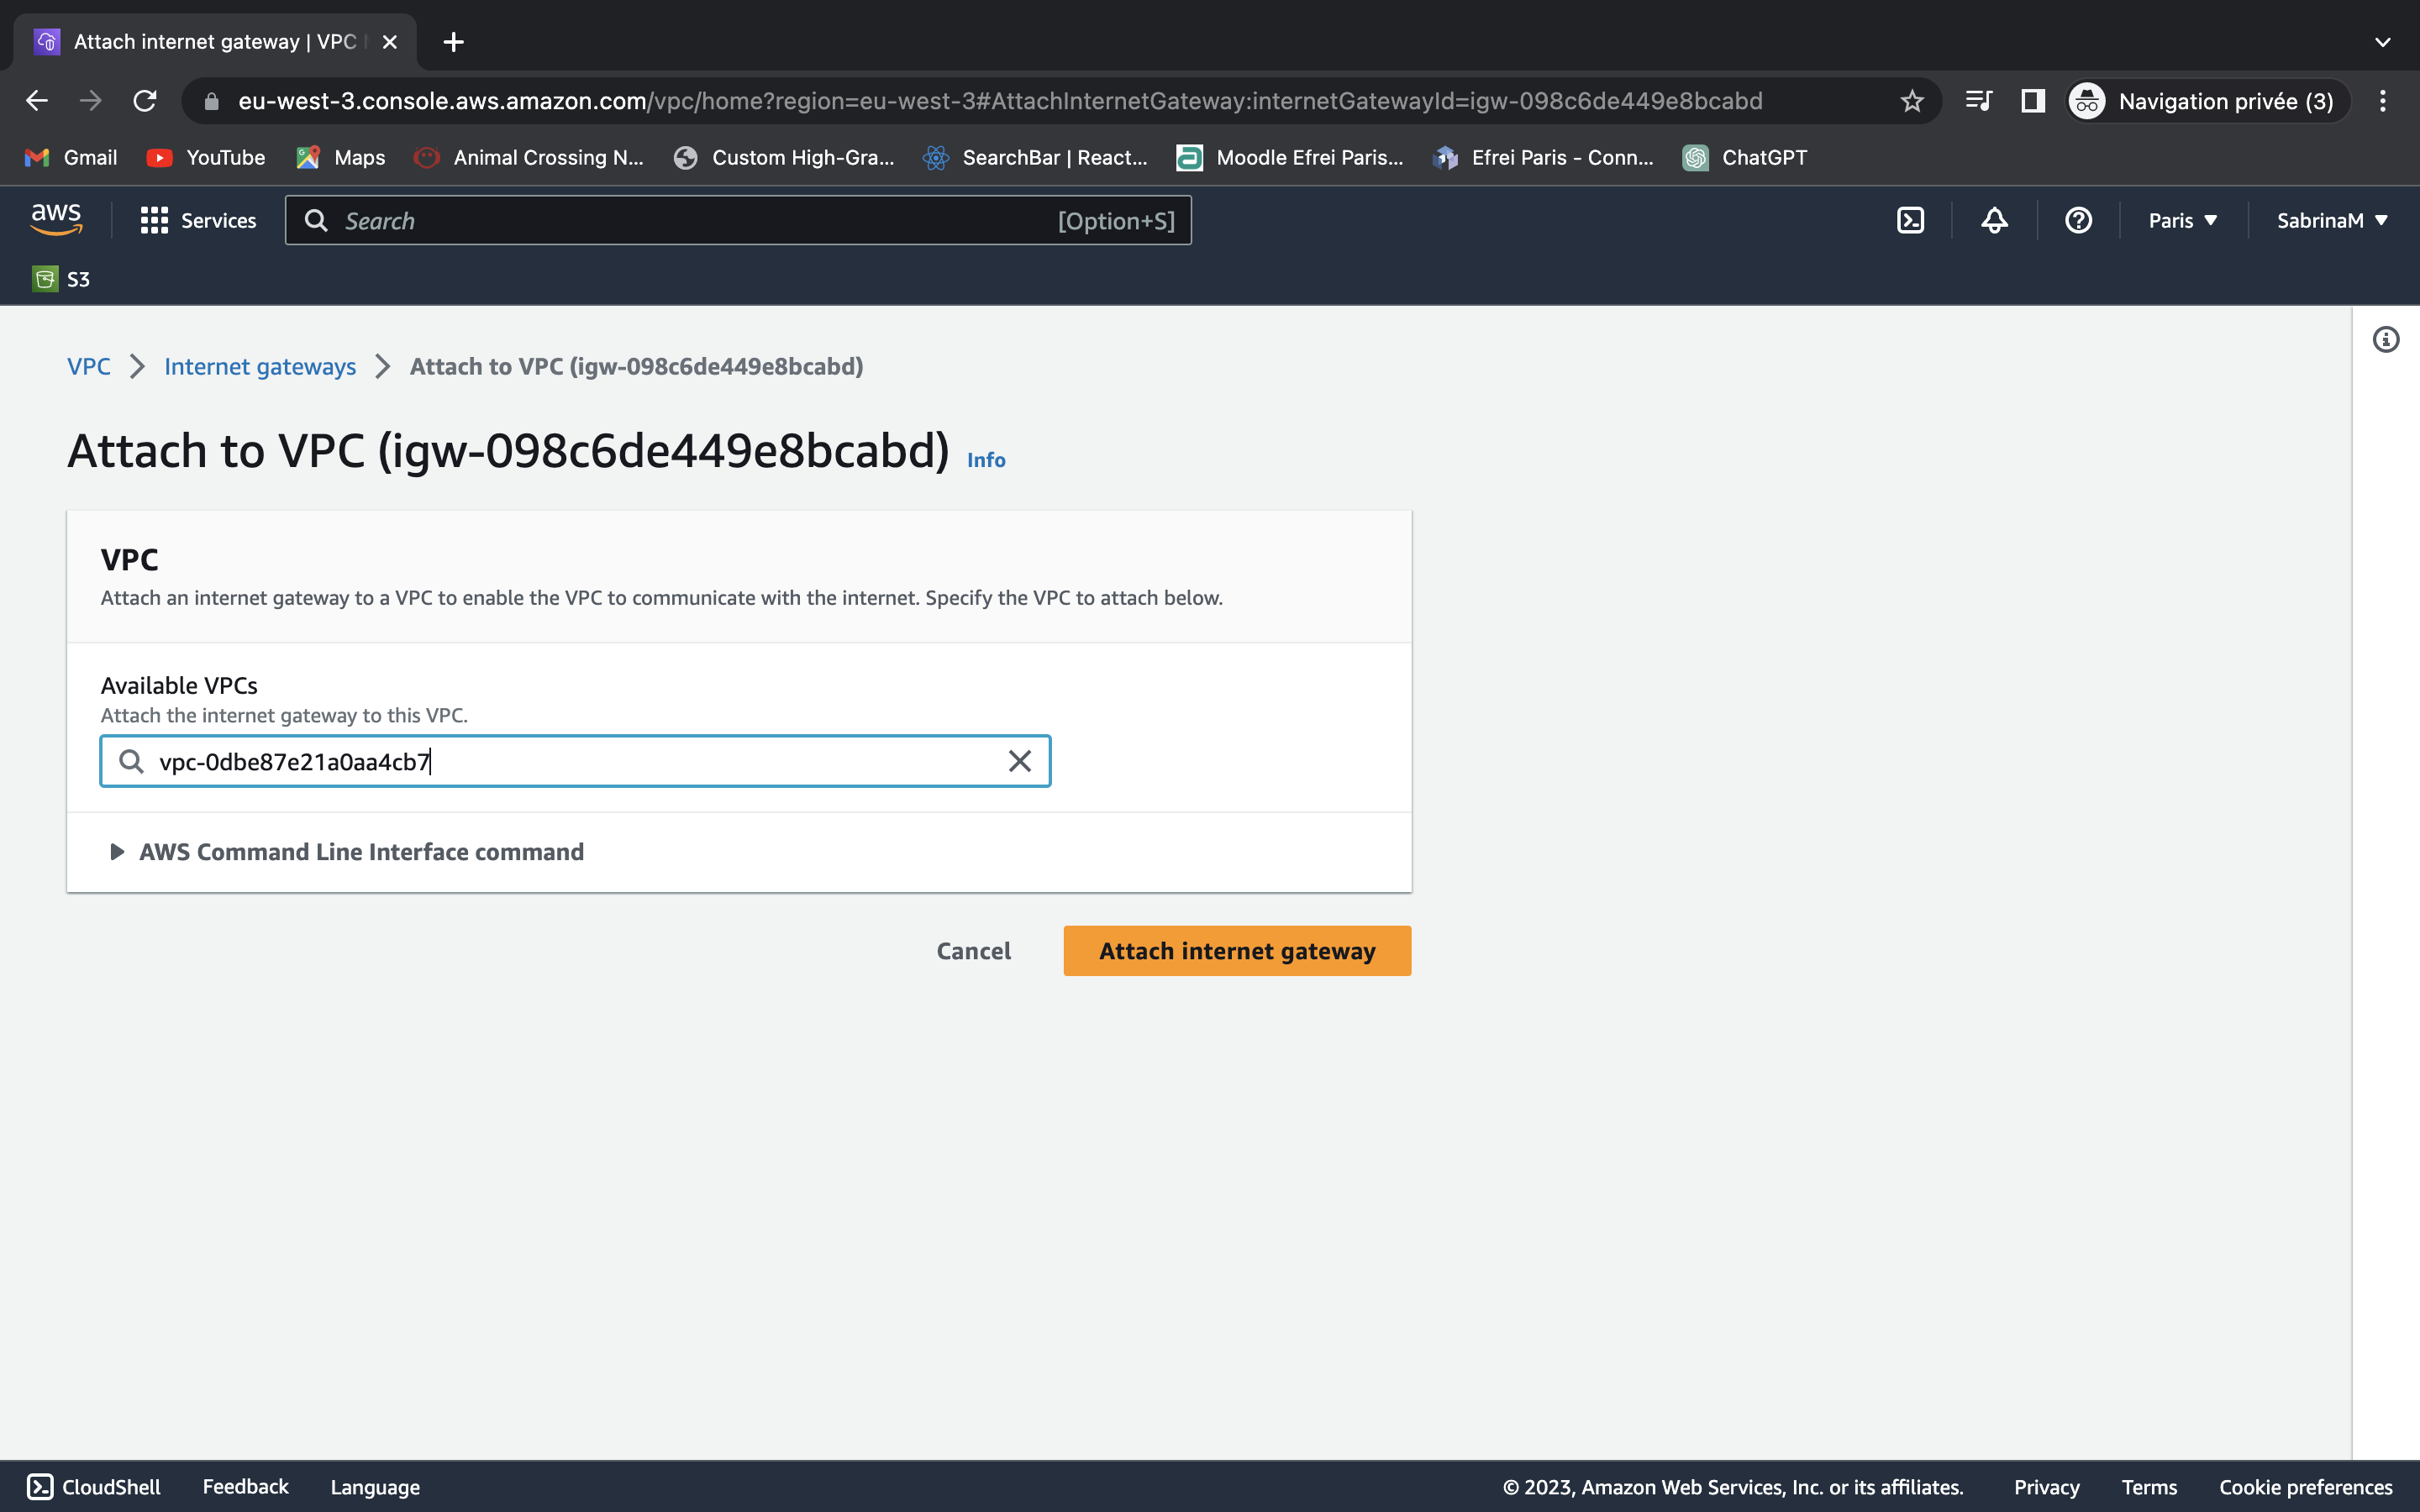 Attach internet gateway | VPC
eu-west-3.console.aws.amazon.com/vpc/home?region=eu-west-3#AttachInternetGateway:internetGatewayId=igw-098c6de449e8bcabd
Navigation privée (3)
Gmail
YouTube
Maps
Animal Crossing N...
Custom High-Gra...
SearchBar | React...
Moodle Efrei Paris...
Efrei Paris - Conn...
ChatGPT
aws
Services
Search
[Option+S]
Paris
SabrinaM
S3
VPC
Internet gateways
Attach to VPC (igw-098c6de449e8bcabd)
Attach to VPC (igw-098c6de449e8bcabd) Info
VPC
Attach an internet gateway to a VPC to enable the VPC to communicate with the internet. Specify the VPC to attach below.
Available VPCs
Attach the internet gateway to this VPC.
vpc-0dbe87e21a0aa4cb7
AWS Command Line Interface command
Cancel
Attach internet gateway
CloudShell
Feedback
Language
© 2023, Amazon Web Services, Inc. or its affiliates.
Privacy
Terms
Cookie preferences